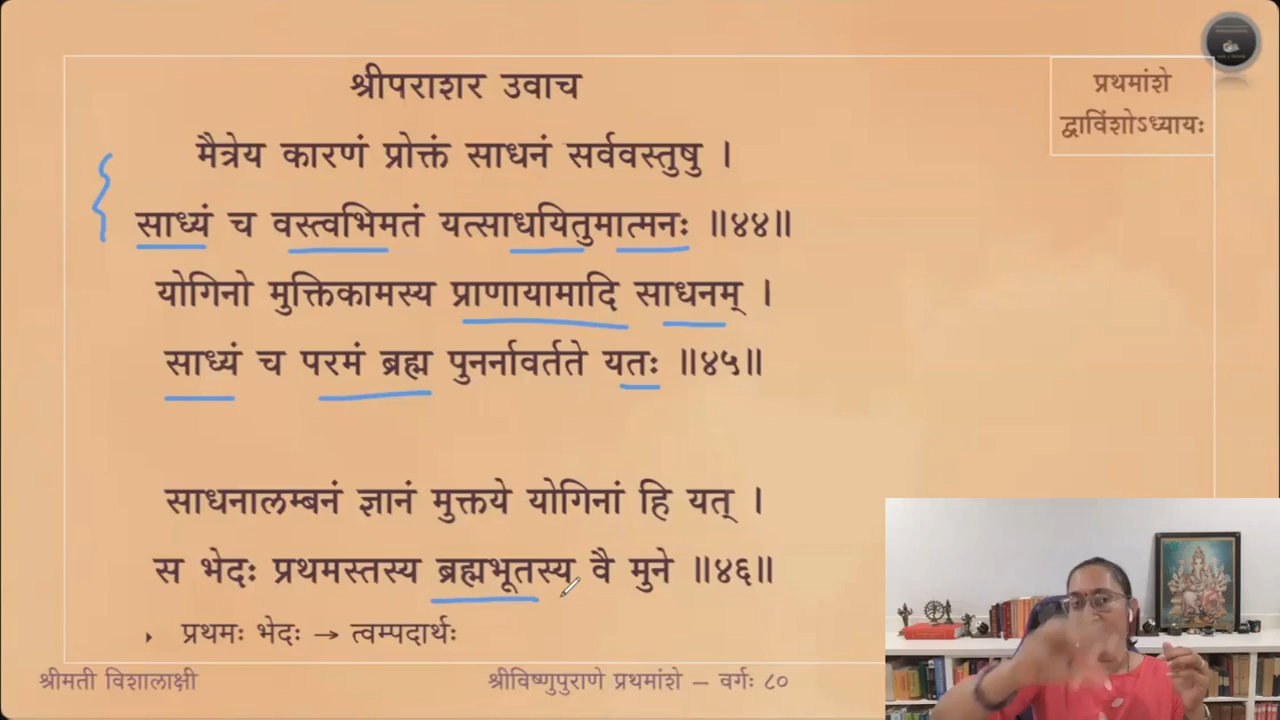 श्रीपराशर उवाच
प्रथमांशे
द्वाविंशोऽध्यायः
मैत्रेय कारणं प्रोक्तं साधनं सर्ववस्तुषु ।
साध्यं च वस्त्वभिमतं यत्साधयितुमात्मनः ॥४४॥
योगिनो मुक्तिकामस्य प्राणायामादि साधनम् ।
साध्यं च परमं ब्रह्म पुनर्नावर्तते यतः ॥४५॥
साधनालम्बनं ज्ञानं मुक्तये योगिनां हि यत् ।
स भेदः प्रथमस्तस्य ब्रह्मभूतस्य वै मुने ॥४६॥
‣ प्रथमः भेदः → त्वम्पदार्थः
श्रीमती विशालाक्षी
श्रीविष्णुपुराणे प्रथमांशे – वर्गः ८०